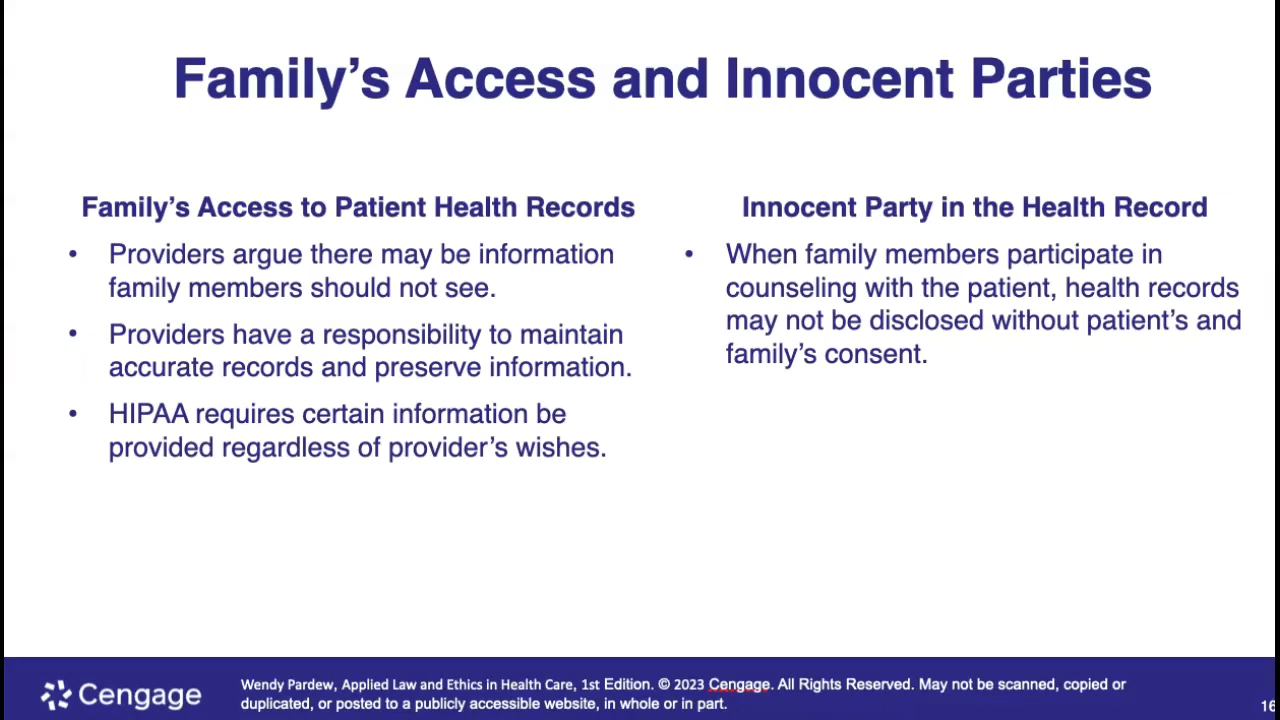 Family’s Access and Innocent Parties
Family’s Access to Patient Health Records
• Providers argue there may be information
family members should not see.
• Providers have a responsibility to maintain
accurate records and preserve information.
• HIPAA requires certain information be
provided regardless of provider’s wishes.
Innocent Party in the Health Record
• When family members participate in
counseling with the patient, health records
may not be disclosed without patient’s and
family’s consent.
Cengage
Wendy Pardew, Applied Law and Ethics in Health Care, 1st Edition. © 2023 Cengage. All Rights Reserved. May not be scanned, copied or
duplicated, or posted to a publicly accessible website, in whole or in part.
16